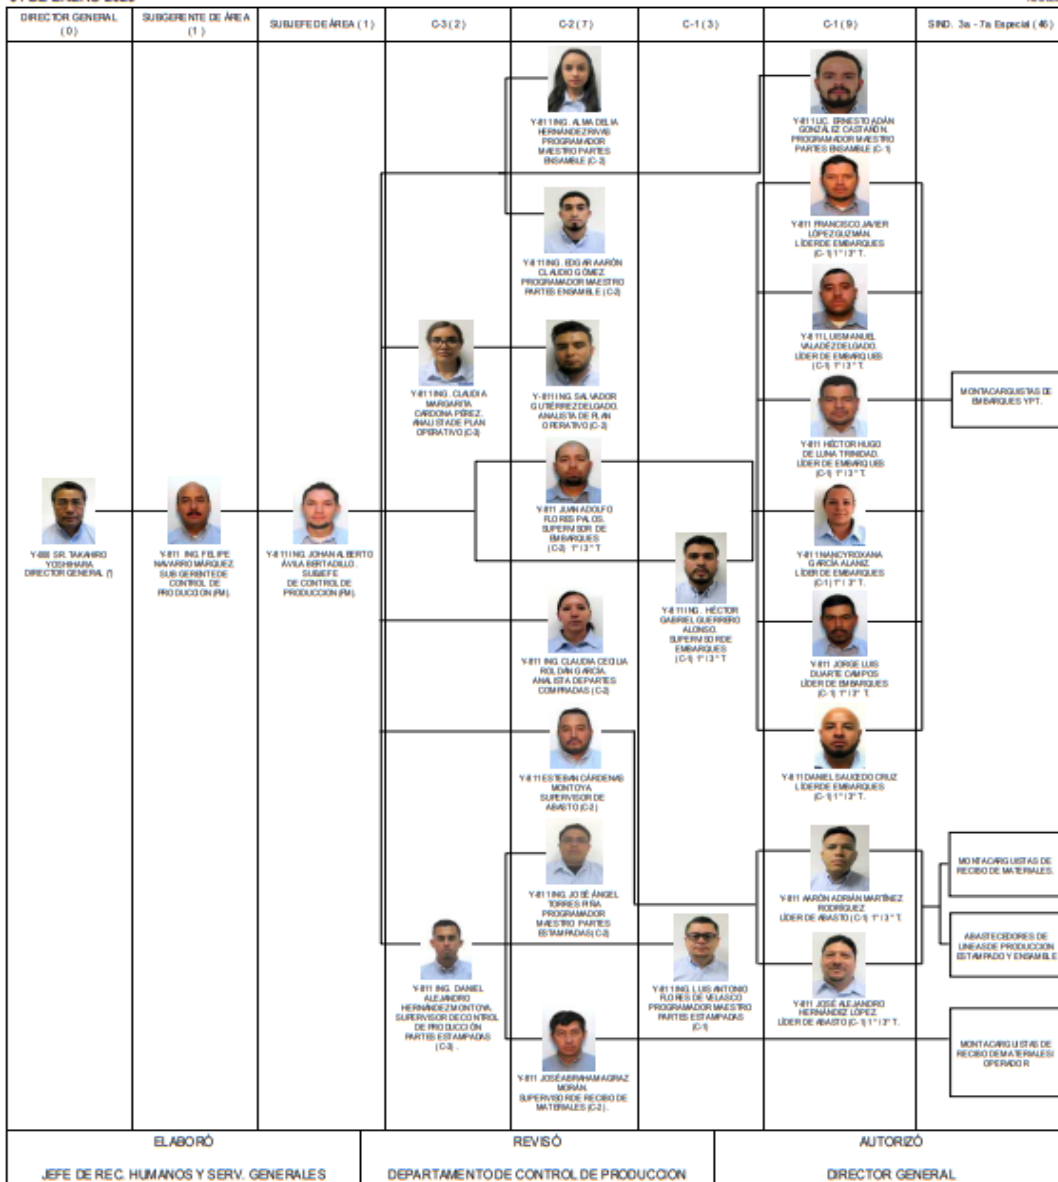 DIRECTOR GENERAL
( 0 )
SUBGERENTE DE ÁREA
( 1 )
SUBJEFE DE ÁREA ( 1 )
C-3 ( 2 )
C-2 ( 7 )
C-1 ( 3 )
C-1 ( 9 )
SIND. 3a - 7a Especial ( 46 )
Y-811 ING. ALMA DELIA
HERNÁNDEZ RIVAS
PROGRAMADOR
MAESTRO PARTES
ENSAMBLE (C-2)
Y-811 LIC. ERNESTO ADÁN
GONZÁLEZ CASTAÑON.
PROGRAMADOR MAESTRO
PARTES ENSAMBLE (C-1)
Y-811 ING. EDGAR AARÓN
CLAUDIO GÓMEZ
PROGRAMADOR MAESTRO
PARTES ENSAMBLE (C-2)
Y-811 FRANCISCO JAVIER
LÓPEZ GUZMÁN.
LÍDER DE EMBARQUES
(C-1) 1° | 3° T.
Y-811 LUIS MANUEL
VALADÉZ DELGADO.
LÍDER DE EMBARQUES
(C-1) 1° | 3° T.
Y-811 ING. CLAUDIA
MARGARITA
CARDONA PÉREZ.
ANALISTA DE PLAN
OPERATIVO (C-3)
Y-811 ING. SALVADOR
GUTIÉRREZ DELGADO.
ANALISTA DE PLAN
OPERATIVO (C-2)
Y-811 HÉCTOR HUGO
DE LUNA TRINIDAD.
LÍDER DE EMBARQUES
(C-1) 1° | 3° T.
MONTACARGUISTAS DE
EMBARQUES YPT.
SR. TAKAHIRO
YOSHIHARA
DIRECTOR GENERAL (*)
Y-811 ING. FELIPE
NAVARRO MÁRQUEZ
SUB GERENTE DE
CONTROL DE
PRODUCCION (FM).
Y-811 ING. JOHAN ALBERTO
ÁVILA BERTADILLO.
SUBJEFE
DE CONTROL DE
PRODUCCION (FM).
Y-811 JUAN ADOLFO
FLORES PALOS.
SUPERVISOR DE
EMBARQUES
(C-2) 1° | 3° T
Y-811 ING. HÉCTOR
GABRIEL GUERRERO
ALONSO.
SUPERVISOR DE
EMBARQUES
(C-1) 1° | 3° T
Y-811 NANCY ROXANA
GARCÍA ALANIZ
LÍDER DE EMBARQUES
(C-1) 1° | 3° T.
Y-811 ING. CLAUDIA CECILIA
ROLDÁN GARCÍA.
ANALISTA DE PARTES
COMPRADAS (C-2)
Y-811 JORGE LUIS
DUARTE CAMPOS
LÍDER DE EMBARQUES
(C-1) 1° | 3° T.
Y-811 ESTEBAN CÁRDENAS
MONTOYA
SUPERVISOR DE
ABASTO (C-2)
Y-811 DANIEL SAUCEDO CRUZ
LÍDER DE EMBARQUES
(C-1) 1° | 3° T.
Y-811 ING. JOSÉ ÁNGEL
TORRES PIÑA
PROGRAMADOR
MAESTRO PARTES
ESTAMPADAS (C-2)
Y-811 AARÓN ADRIÁN MARTÍNEZ
RODRÍGUEZ
LÍDER DE ABASTO (C-1) 1° | 3° T.
MONTACARGUISTAS DE
RECIBO DE MATERIALES.
ABASTECEDORES DE
LINEAS DE PRODUCCION
ESTAMPADO Y ENSAMBLE
Y-811 ING. DANIEL
ALEJANDRO
HERNÁNDEZ MONTOYA.
SUPERVISOR DE CONTROL
DE PRODUCCIÓN
PARTES ESTAMPADAS
(C-3) .
Y-811 ING. LUIS ANTONIO
FLORES DE VELASCO
PROGRAMADOR MAESTRO
PARTES ESTAMPADAS
(C-1)
Y-811 JOSÉ ALEJANDRO
HERNÁNDEZ LÓPEZ
LÍDER DE ABASTO (C-1) 1° | 3° T.
MONTACARGUISTAS DE
RECIBO DE MATERIALES/
OPERADOR
Y-811 JOSÉ ABRAHAM AGRAZ
MORÁN.
SUPERVISOR DE RECIBO DE
MATERIALES (C-2) .
ELABORÓ
REVISÓ
AUTORIZÓ
JEFE DE REC. HUMANOS Y SERV. GENERALES
DEPARTAMENTO DE CONTROL DE PRODUCCION
DIRECTOR GENERAL